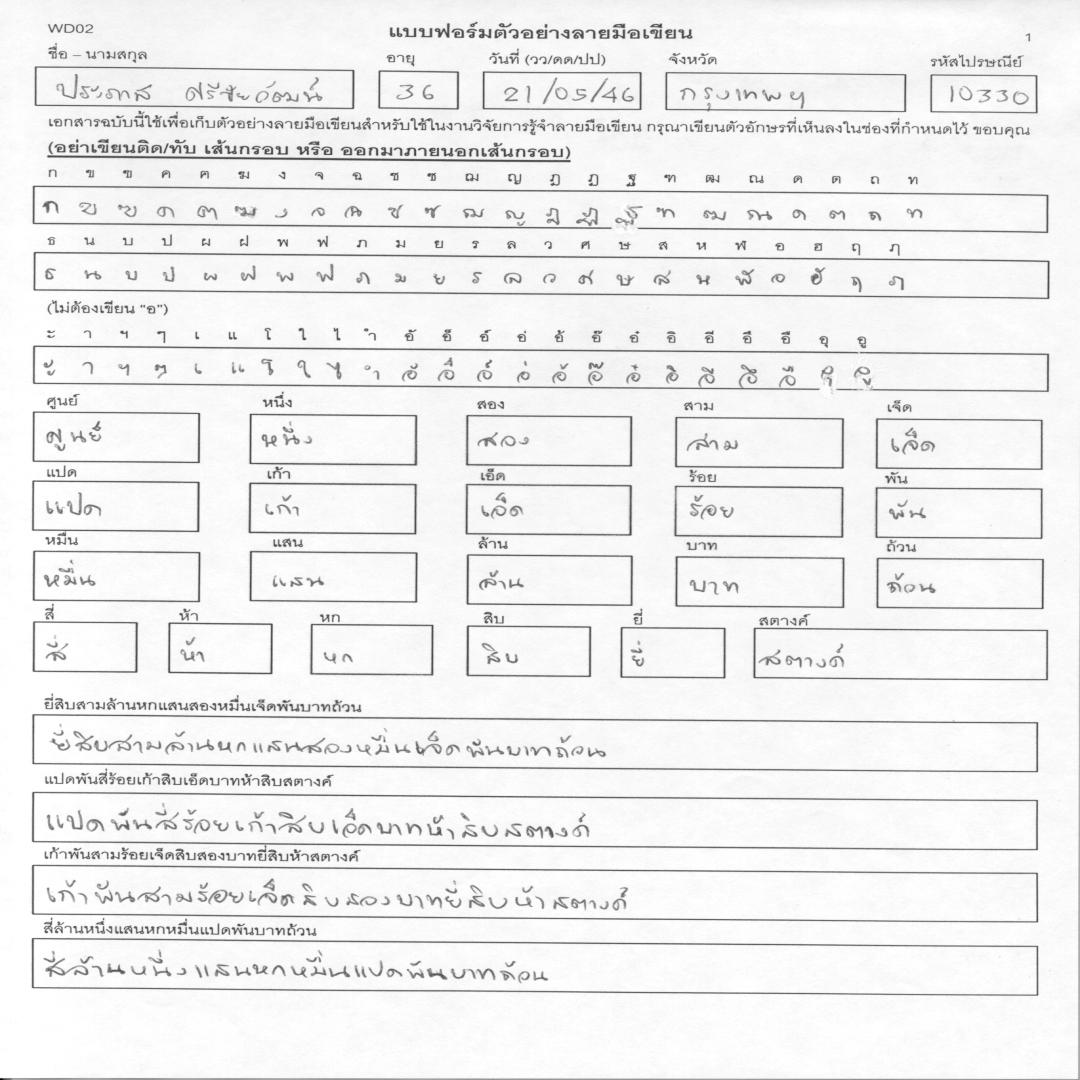 WD02 แบบฟอร์มตัวอย่างลายมือเขียน 1
ชื่อ – นามสกุล อายุ วันที่ (วว/ดด/ปป) จังหวัด รหัสไปรษณีย์
ประภาส ศรีชัยวัฒน์ 36 21/05/46 กรุงเทพฯ 10330
เอกสารฉบับนี้ใช้เพื่อเก็บตัวอย่างลายมือเขียนสำหรับใช้ในงานวิจัยการรู้จำลายมือเขียน กรุณาเขียนตัวอักษรที่เห็นลงในช่องที่กำหนดไว้ ขอบคุณ
(อย่าเขียนติด/ทับ เส้นกรอบ หรือ ออกมาภายนอกเส้นกรอบ)
ก ข ฃ ค ฅ ฆ ง จ ฉ ช ซ ฌ ญ ฎ ฏ ฐ ฑ ฒ ณ ด ต ถ ท
ก ข ฃ ค ฅ ฆ ง จ ฉ ช ซ ฌ ญ ฎ ฏ ฐ ฑ ฒ ณ ด ต ถ ท
ธ น บ ป ผ ฝ พ ฟ ภ ม ย ร ล ว ศ ษ ส ห ฬ อ ฮ ฤ ฦ
ธ น บ ป ผ ฝ พ ฟ ภ ม ย ร ล ว ศ ษ ส ห ฬ อ ฮ ฤ ฦ
(ไม่ต้องเขียน “อ”)
ะ า ฯ ๆ เ แ โ ใ ไ ำ อั อ็ อ์ อ่ อ้ อ๊ อ๋ อิ อี อึ อื อุ อู
ะ า ฯ ๆ เ แ โ ใ ไ ำ อั อ็ อ์ อ่ อ้ อ๊ อ๋ อิ อี อึ อื อุ อู
ศูนย์ หนึ่ง สอง สาม เจ็ด
ศูนย์ หนึ่ง สอง สาม เจ็ด
แปด เก้า เอ็ด ร้อย พัน
แปด เก้า เอ็ด ร้อย พัน
หมื่น แสน ล้าน บาท ถ้วน
หมื่น แสน ล้าน บาท ถ้วน
สี่ ห้า หก สิบ ยี่ สตางค์
สี่ ห้า หก สิบ ยี่ สตางค์
ยี่สิบสามล้านหกแสนสองหมื่นเจ็ดพันบาทถ้วน
ยี่สิบสามล้านหกแสนสองหมื่นเจ็ดพันบาทถ้วน
แปดพันสี่ร้อยเก้าสิบเอ็ดบาทห้าสิบสตางค์
แปดพันสี่ร้อยเก้าสิบเอ็ดบาทห้าสิบสตางค์
เก้าพันสามร้อยเจ็ดสิบสองบาทยี่สิบห้าสตางค์
เก้าพันสามร้อยเจ็ดสิบสองบาทยี่สิบห้าสตางค์
สี่ล้านหนึ่งแสนหกหมื่นแปดพันบาทถ้วน
สี่ล้านหนึ่งแสนหกหมื่นแปดพันบาทถ้วน